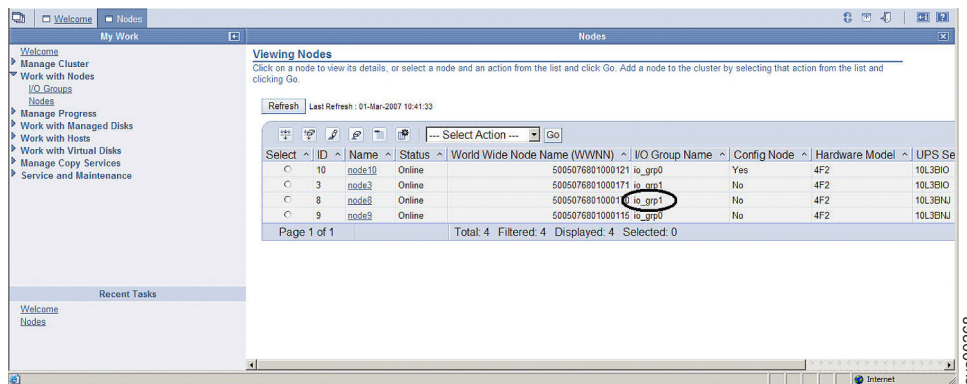 Welcome Nodes
My Work
Nodes
Welcome
Manage Cluster
Work with Nodes
I/O Groups
Nodes
Manage Progress
Work with Managed Disks
Work with Hosts
Work with Virtual Disks
Manage Copy Services
Service and Maintenance
Recent Tasks
Welcome
Nodes
Viewing Nodes
Click on a node to view its details, or select a node and an action from the list and click Go. Add a node to the cluster by selecting that action from the list and
clicking Go.
Refresh Last Refresh : 01-Mar-2007 10:41:33
--- Select Action --- Go
Select ID Name Status World Wide Node Name (WWNN) I/O Group Name Config Node Hardware Model UPS Se
10 node10 Online 5005076801000121 io_grp0 Yes 4F2 10L3BIO
3 node3 Online 5005076801000171 io_grp1 No 4F2 10L3BIO
8 node8 Online io_grp1 No 4F2 10L3BNJ
9 node9 Online 5005076801000115 io_grp0 No 4F2 10L3BNJ
Page 1 of 1 Total: 4 Filtered: 4 Displayed: 4 Selected: 0
Internet